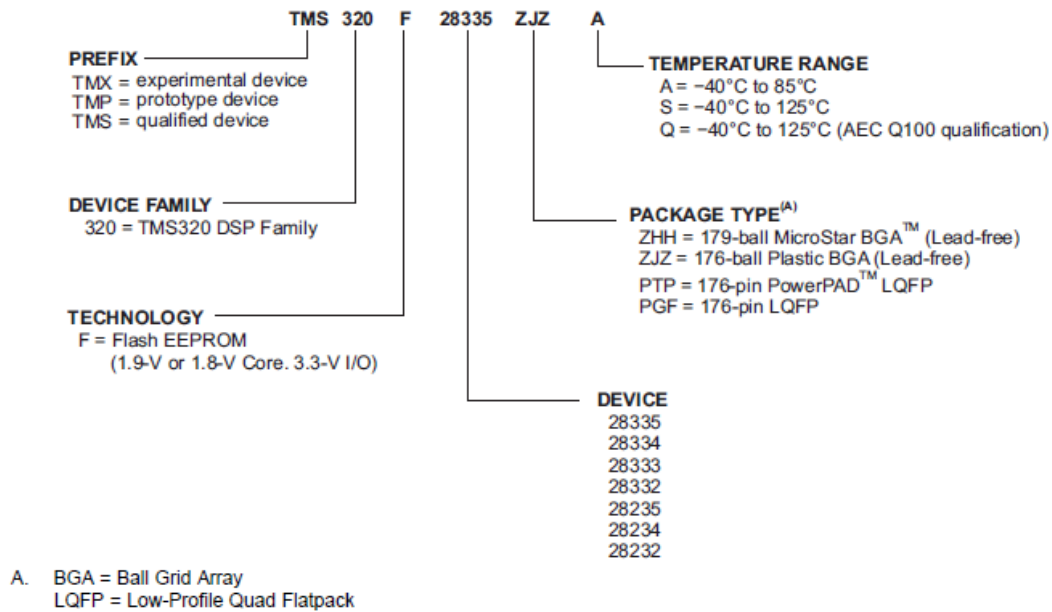 TMS 320 F 28335 ZJZ A
PREFIX
TMX = experimental device
TMP = prototype device
TMS = qualified device
TEMPERATURE RANGE
A = −40°C to 85°C
S = −40°C to 125°C
Q = −40°C to 125°C (AEC Q100 qualification)
DEVICE FAMILY
320 = TMS320 DSP Family
PACKAGE TYPE(A)
ZHH = 179-ball MicroStar BGA™ (Lead-free)
ZJZ = 176-ball Plastic BGA (Lead-free)
PTP = 176-pin PowerPAD™ LQFP
PGF = 176-pin LQFP
TECHNOLOGY
F = Flash EEPROM
(1.9-V or 1.8-V Core. 3.3-V I/O)
DEVICE
28335
28334
28333
28332
28235
28234
28232
A. BGA = Ball Grid Array
LQFP = Low-Profile Quad Flatpack